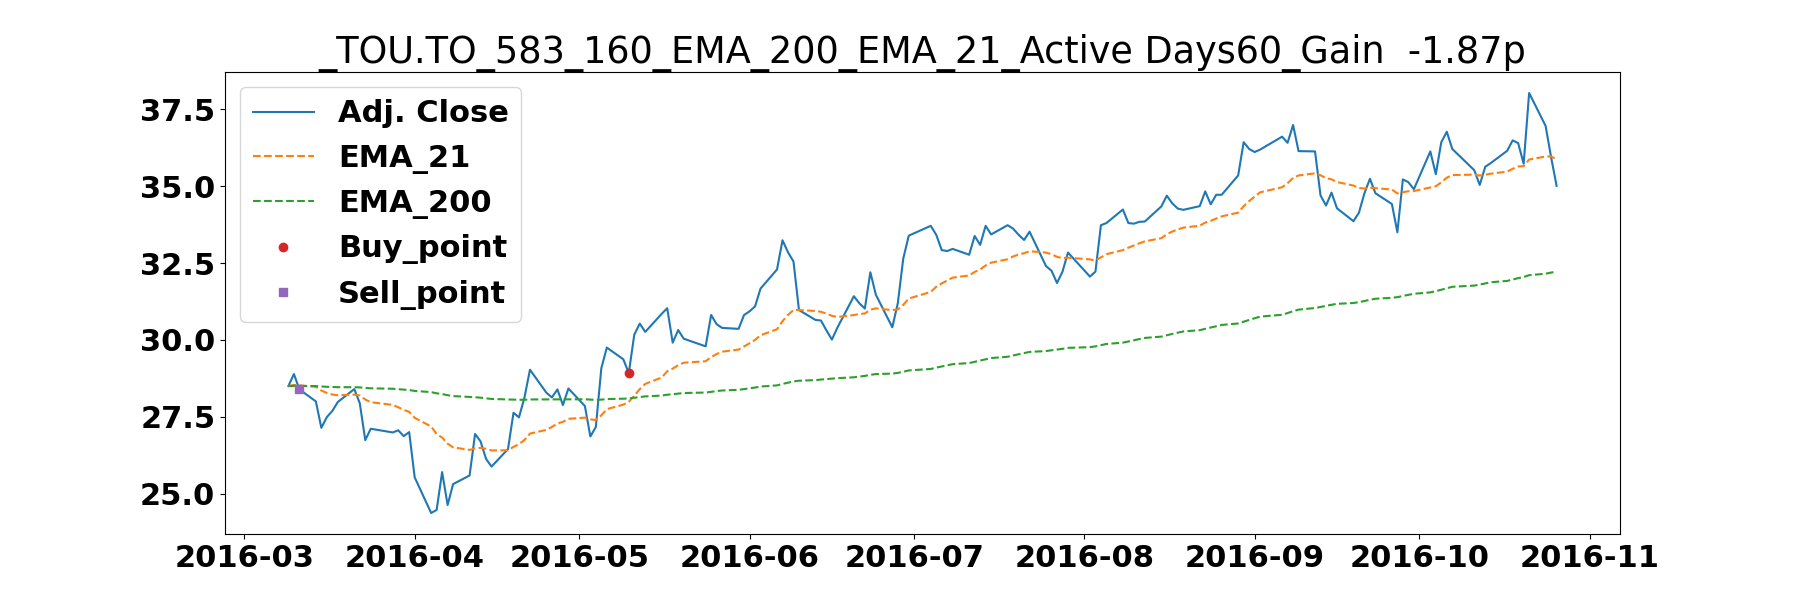 _TOU.TO_583_160_EMA_200_EMA_21_Active Days60_Gain  -1.87p
37.5
35.0
32.5
30.0
27.5
25.0
Adj. Close
EMA_21
EMA_200
Buy_point
Sell_point
2016-03 2016-04 2016-05 2016-06 2016-07 2016-08 2016-09 2016-10 2016-11